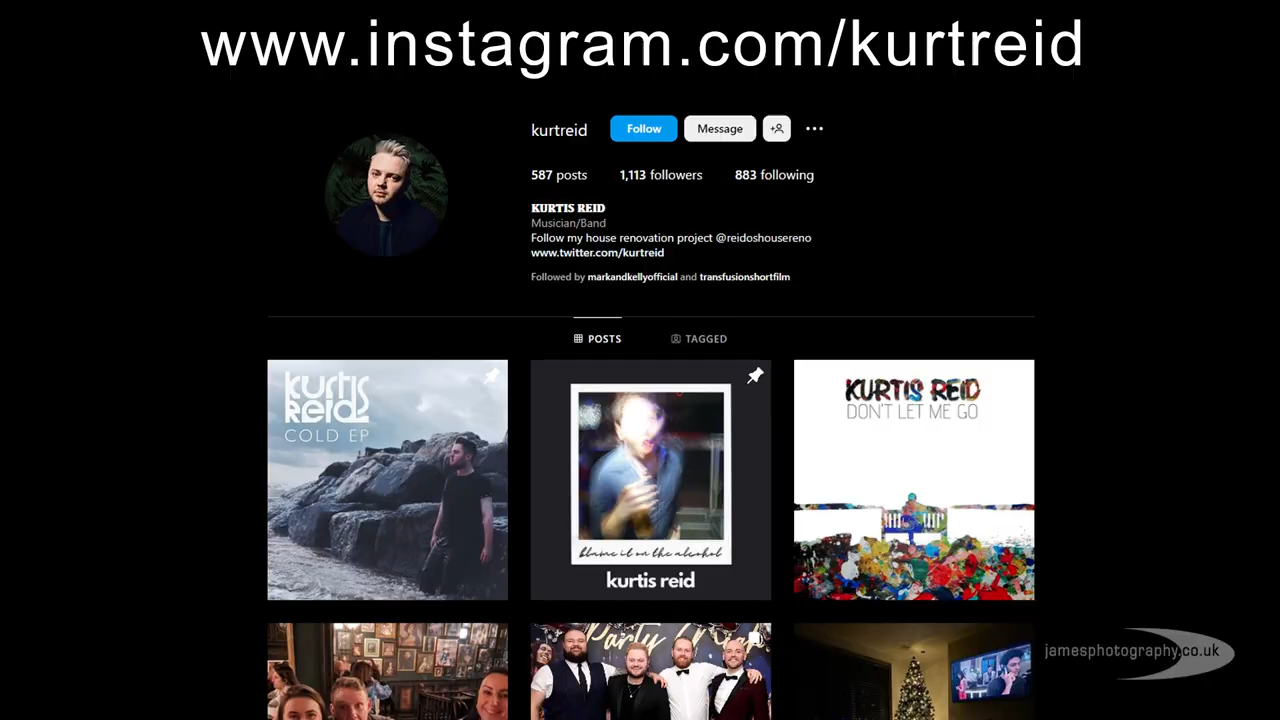 www.instagram.com/kurtreid
kurtreid
Follow
Message
587 posts
1,113 followers
883 following
KURTIS REID
Musician/Band
Follow my house renovation project @reidoshousereno
www.twitter.com/kurtreid
Followed by markandkellyofficial and transfusionshortfilm
POSTS
TAGGED
kurtis
Reid
COLD EP
blame it on the alcohol
kurtis reid
KURTIS REID
DON'T LET ME GO
Party
jamesphotography.co.uk